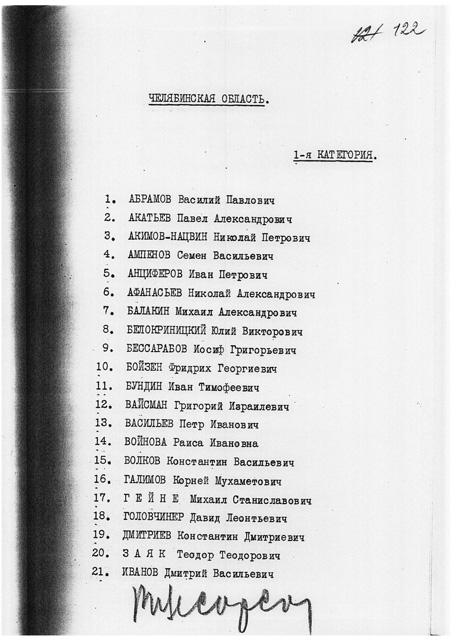 121 122
ЧЕЛЯБИНСКАЯ ОБЛАСТЬ.
1-я КАТЕГОРИЯ.
1. АБРАМОВ Василий Павлович
2. АКАТЬЕВ Павел Александрович
3. АКИМОВ-НАЦВИН Николай Петрович
4. АМПЕНОВ Семен Васильевич
5. АНЦИФЕРОВ Иван Петрович
6. АФАНАСЬЕВ Николай Александрович
7. БАЛАКИН Михаил Александрович
8. БЕЛОКРИНИЦКИЙ Юлий Викторович
9. БЕССАРАБОВ Иосиф Григорьевич
10. БОЙЗЕН Фридрих Георгиевич
11. БУНДИН Иван Тимофеевич
12. ВАЙСМАН Григорий Израилевич
13. ВАСИЛЬЕВ Петр Иванович
14. ВОЙНОВА Раиса Ивановна
15. ВОЛКОВ Константин Васильевич
16. ГАЛИМОВ Корней Мухаметович
17. Г Е Й Н Е Михаил Станиславович
18. ГОЛОВЧИНЕР Давид Леонтьевич
19. ДМИТРИЕВ Константин Дмитриевич
20. З А Я К Теодор Теодорович
21. ИВАНОВ Дмитрий Васильевич